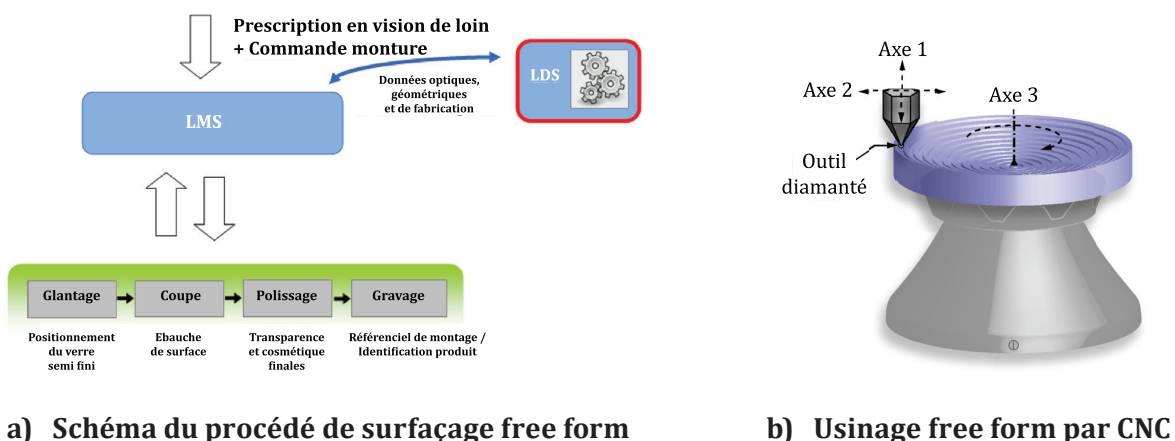 Prescription en vision de loin
+ Commande monture
LMS
Données optiques,
géométriques
et de fabrication
LDS
Glantage
Coupe
Polissage
Gravage
Positionnement
du verre
semi fini
Ebauche
de surface
Transparence
et cosmétique
finales
Référenciel de montage /
Identification produit
a) Schéma du procédé de surfaçage free form
Axe 1
Axe 2
Axe 3
Outil
diamanté
b) Usinage free form par CNC